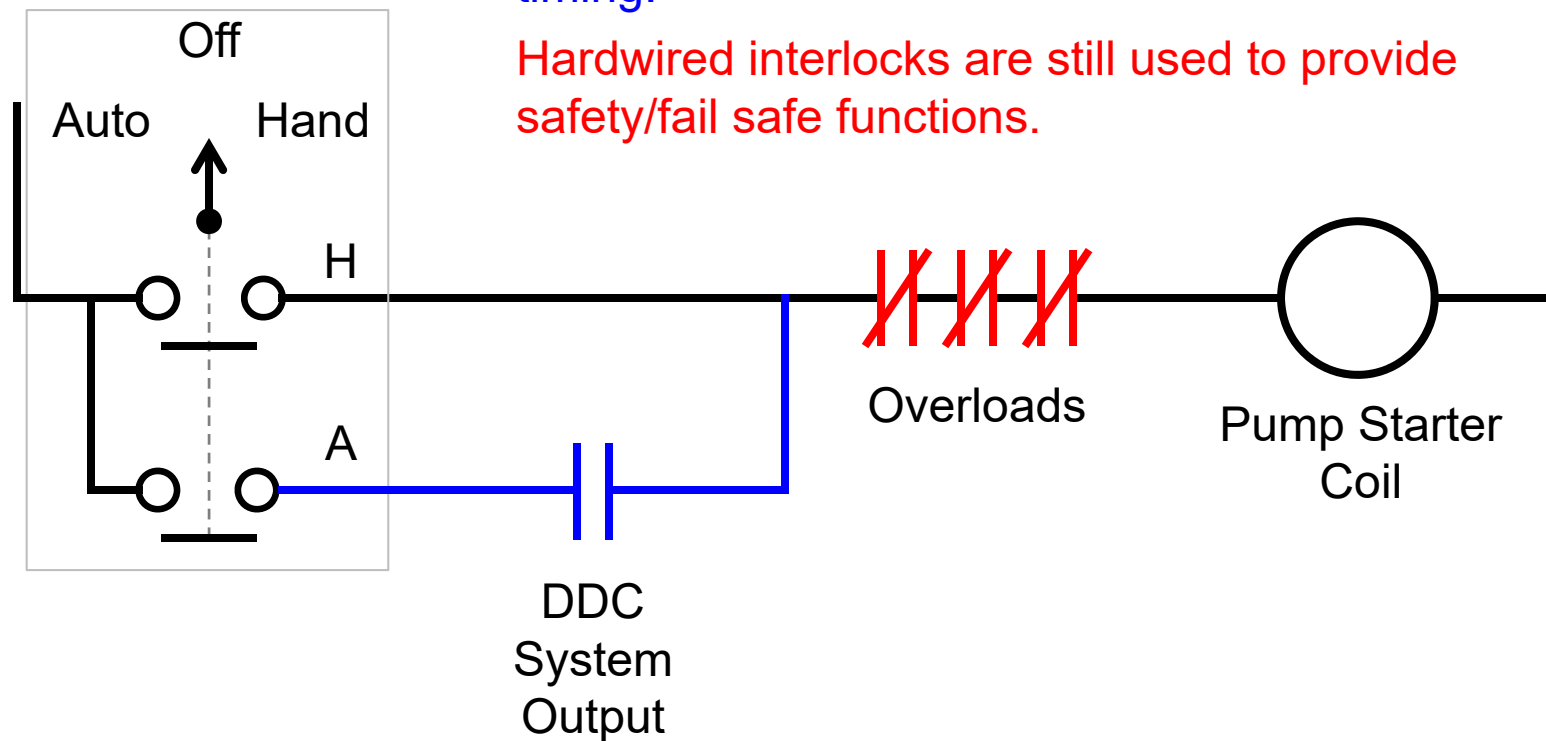 timing.
Hardwired interlocks are still used to provide
safety/fail safe functions.
Off
Auto Hand
H
A
Overloads
Pump Starter
Coil
DDC
System
Output